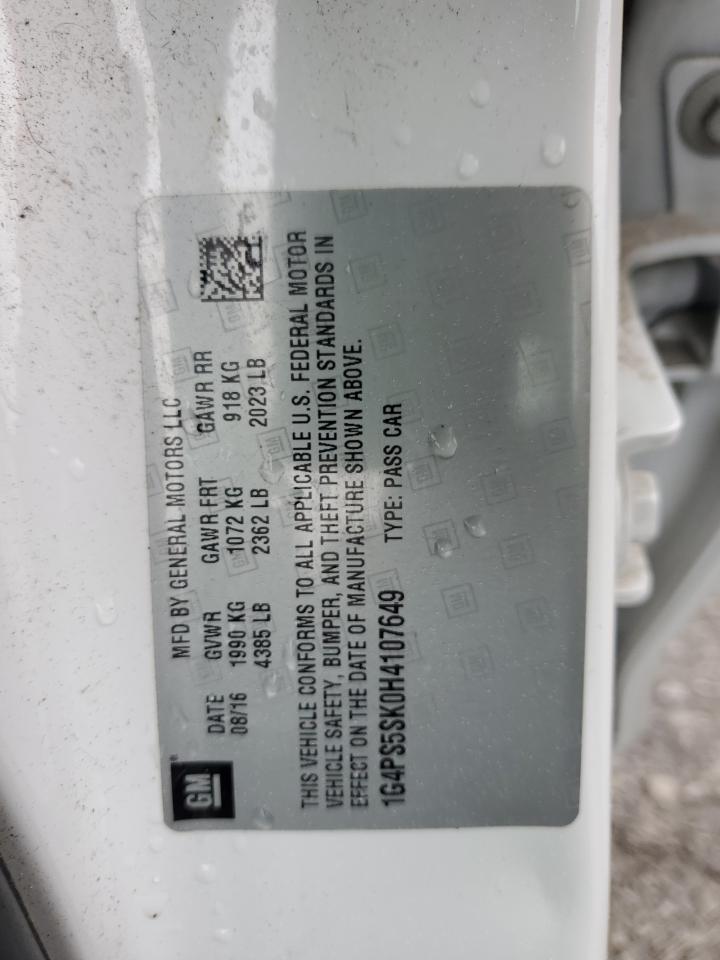 GM
MFD BY GENERAL MOTORS LLC
DATE GVWR GAWR FRT GAWR RR
08/16 1990 KG 1072 KG 918 KG
4385 LB 2362 LB 2023 LB
THIS VEHICLE CONFORMS TO ALL APPLICABLE U.S. FEDERAL MOTOR
VEHICLE SAFETY, BUMPER, AND THEFT PREVENTION STANDARDS IN
EFFECT ON THE DATE OF MANUFACTURE SHOWN ABOVE.
1G4PS5SK0H4107649 TYPE: PASS CAR